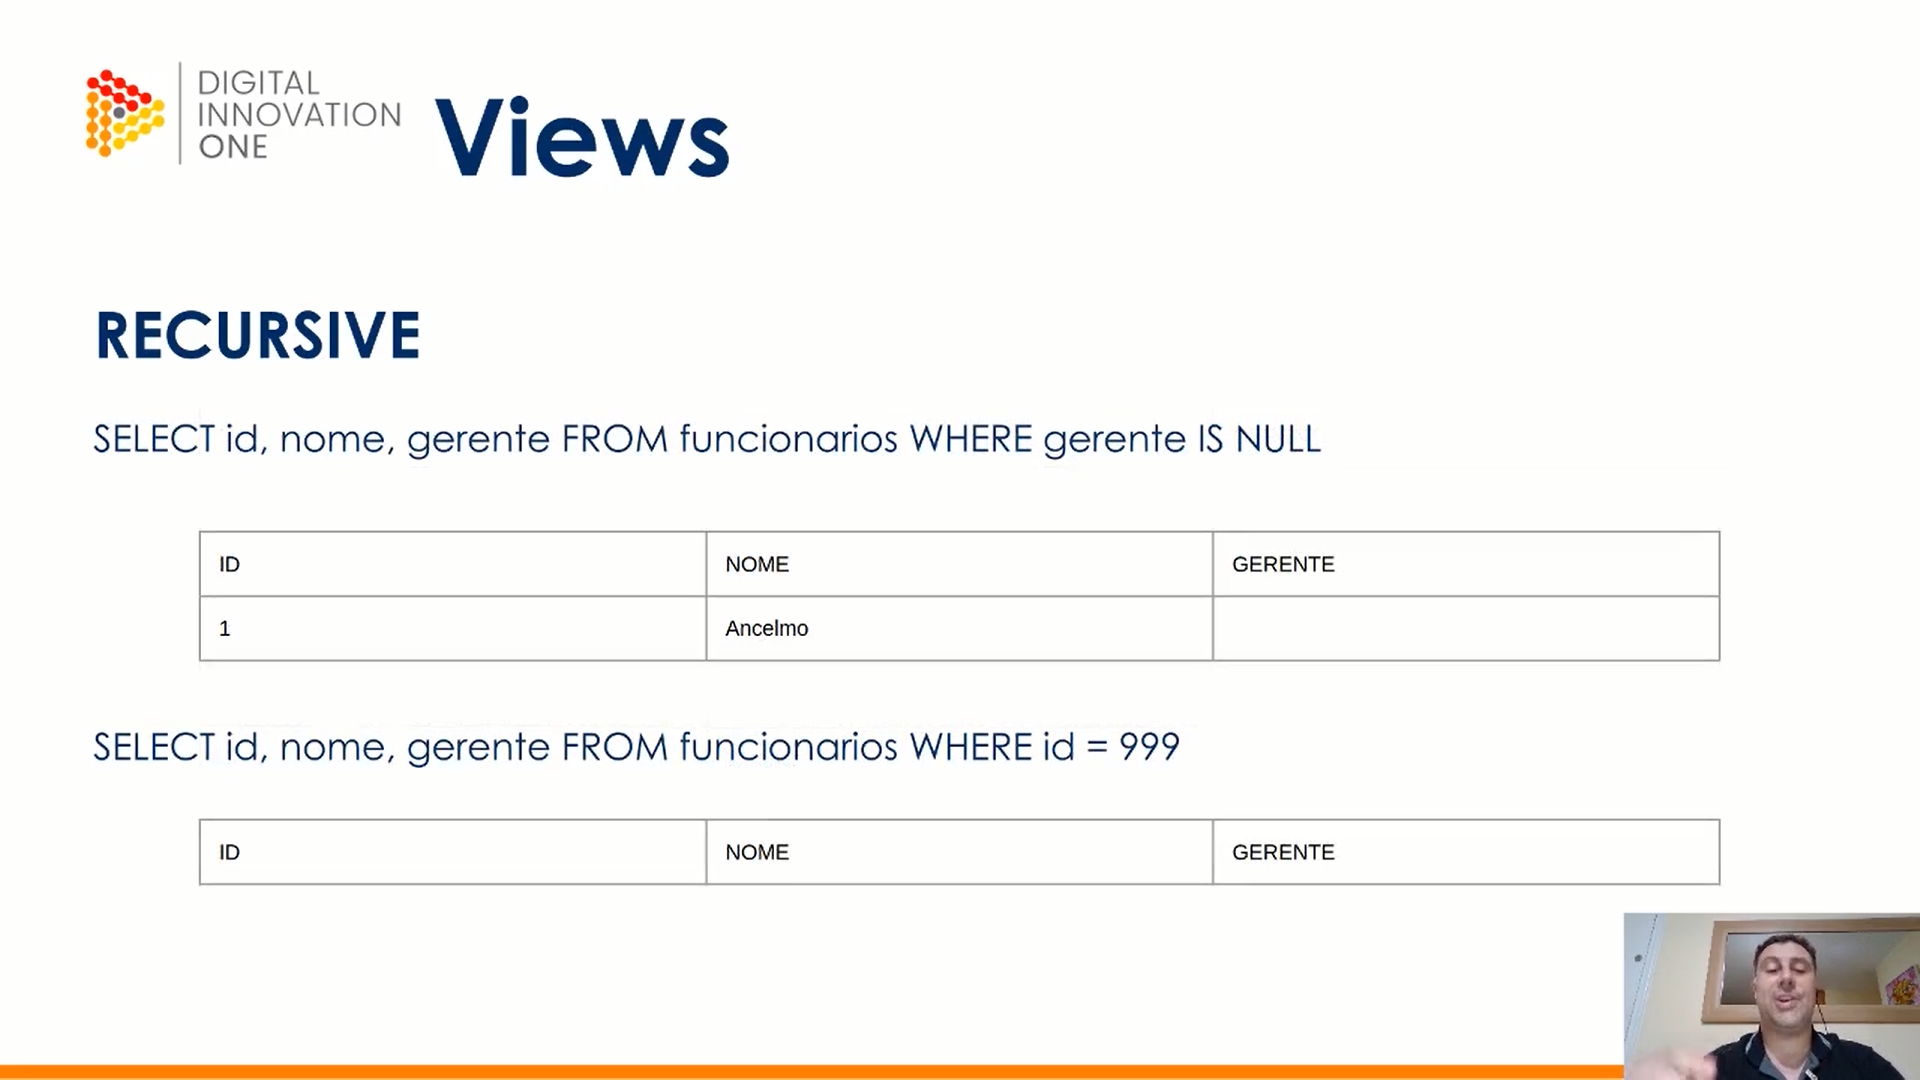 DIGITAL
INNOVATION
ONE
Views
RECURSIVE
SELECT id, nome, gerente FROM funcionarios WHERE gerente IS NULL
ID NOME GERENTE
1 Ancelmo
SELECT id, nome, gerente FROM funcionarios WHERE id = 999
ID NOME GERENTE